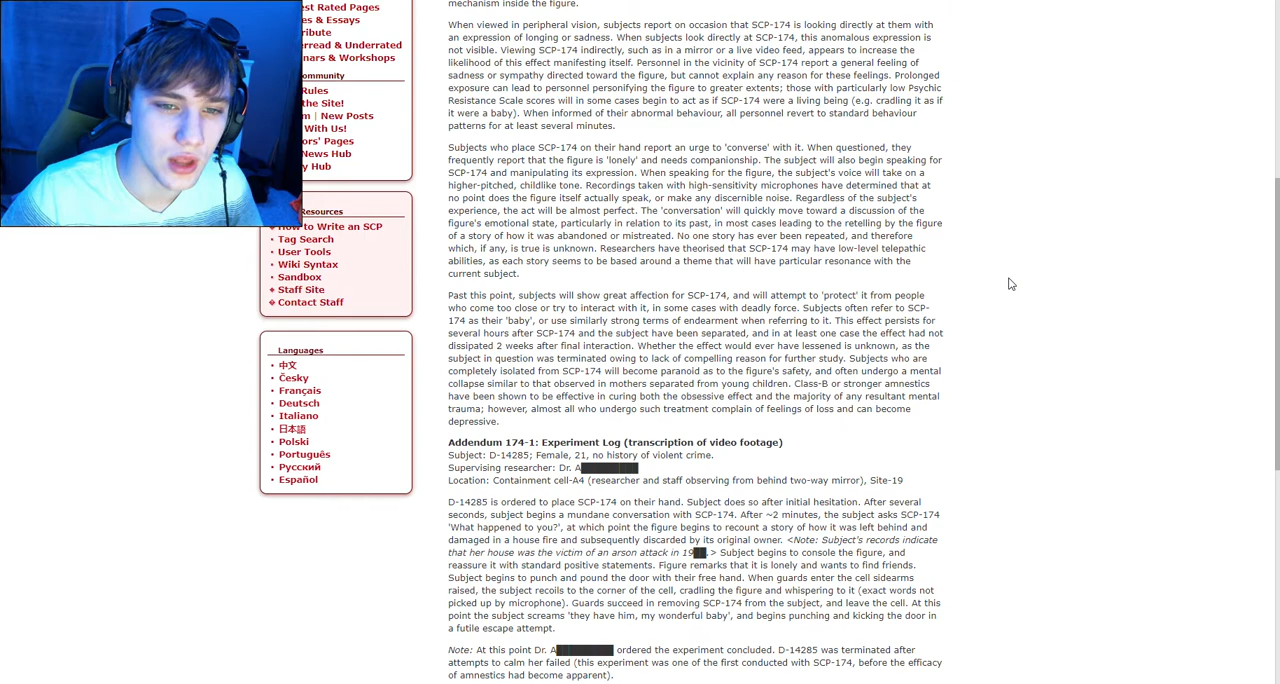 est Rated Pages
es & Essays
ribute
erread & Underrated
nars & Workshops
mmunity
Rules
the Site!
m | New Posts
With Us!
ors' Pages
News Hub
y Hub
Resources
How to Write an SCP
Tag Search
User Tools
Wiki Syntax
Sandbox
Staff Site
Contact Staff
Languages
中文
Česky
Français
Deutsch
Italiano
日本語
Polski
Português
Русский
Español
mechanism inside the figure.
When viewed in peripheral vision, subjects report on occasion that SCP-174 is looking directly at them with
an expression of longing or sadness. When subjects look directly at SCP-174, this anomalous expression is
not visible. Viewing SCP-174 indirectly, such as in a mirror or a live video feed, appears to increase the
likelihood of this effect manifesting itself. Personnel in the vicinity of SCP-174 report a general feeling of
sadness or sympathy directed toward the figure, but cannot explain any reason for these feelings. Prolonged
exposure can lead to personnel personifying the figure to greater extents; those with particularly low Psychic
Resistance Scale scores will in some cases begin to act as if SCP-174 were a living being (e.g. cradling it as if
it were a baby). When informed of their abnormal behaviour, all personnel revert to standard behaviour
patterns for at least several minutes.
Subjects who place SCP-174 on their hand report an urge to 'converse' with it. When questioned, they
frequently report that the figure is 'lonely' and needs companionship. The subject will also begin speaking for
SCP-174 and manipulating its expression. When speaking for the figure, the subject's voice will take on a
higher-pitched, childlike tone. Recordings taken with high-sensitivity microphones have determined that at
no point does the figure itself actually speak, or make any discernible noise. Regardless of the subject's
experience, the act will be almost perfect. The 'conversation' will quickly move toward a discussion of the
figure's emotional state, particularly in relation to its past, in most cases leading to the retelling by the figure
of a story of how it was abandoned or mistreated. No one story has ever been repeated, and therefore
which, if any, is true is unknown. Researchers have theorised that SCP-174 may have low-level telepathic
abilities, as each story seems to be based around a theme that will have particular resonance with the
current subject.
Past this point, subjects will show great affection for SCP-174, and will attempt to 'protect' it from people
who come too close or try to interact with it, in some cases with deadly force. Subjects often refer to SCP-
174 as their 'baby', or use similarly strong terms of endearment when referring to it. This effect persists for
several hours after SCP-174 and the subject have been separated, and in at least one case the effect had not
dissipated 2 weeks after final interaction. Whether the effect would ever have lessened is unknown, as the
subject in question was terminated owing to lack of compelling reason for further study. Subjects who are
completely isolated from SCP-174 will become paranoid as to the figure's safety, and often undergo a mental
collapse similar to that observed in mothers separated from young children. Class-B or stronger amnestics
have been shown to be effective in curing both the obsessive effect and the majority of any resultant mental
trauma; however, almost all who undergo such treatment complain of feelings of loss and can become
depressive.
Addendum 174-1: Experiment Log (transcription of video footage)
Subject: D-14285; Female, 21, no history of violent crime.
Supervising researcher: Dr. A█████████
Location: Containment cell-A4 (researcher and staff observing from behind two-way mirror), Site-19
D-14285 is ordered to place SCP-174 on their hand. Subject does so after initial hesitation. After several
seconds, subject begins a mundane conversation with SCP-174. After ~2 minutes, the subject asks SCP-174
'What happened to you?', at which point the figure begins to recount a story of how it was left behind and
damaged in a house fire and subsequently discarded by its original owner. <Note: Subject's records indicate
that her house was the victim of an arson attack in 19██.> Subject begins to console the figure, and
reassure it with standard positive statements. Figure remarks that it is lonely and wants to find friends.
Subject begins to punch and pound the door with their free hand. When guards enter the cell sidearms
raised, the subject recoils to the corner of the cell, cradling the figure and whispering to it (exact words not
picked up by microphone). Guards succeed in removing SCP-174 from the subject, and leave the cell. At this
point the subject screams 'they have him, my wonderful baby', and begins punching and kicking the door in
a futile escape attempt.
Note: At this point Dr. A█████████ ordered the experiment concluded. D-14285 was terminated after
attempts to calm her failed (this experiment was one of the first conducted with SCP-174, before the efficacy
of amnestics had become apparent).